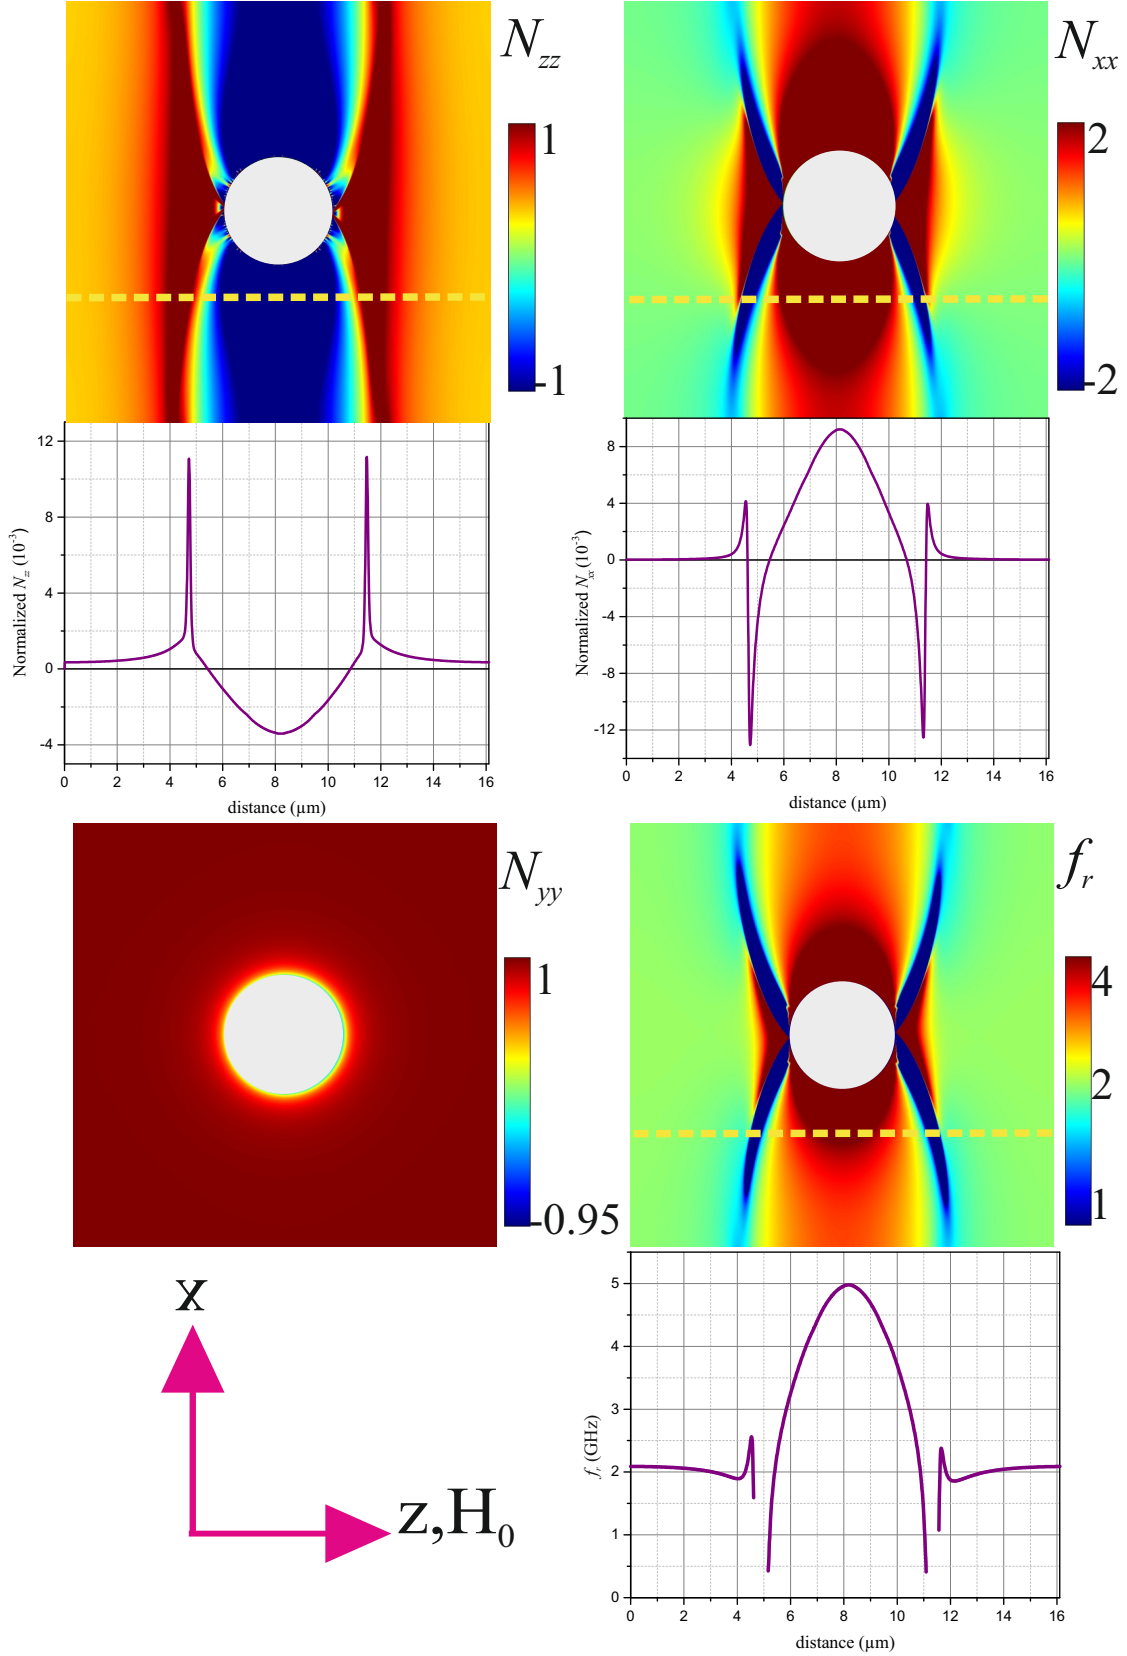 N_zz
1
-1
N_xx
2
-2
12
8
4
0
-4
Normalized N_zz (10^-3)
0 2 4 6 8 10 12 14 16
distance (µm)
8
4
0
-4
-8
-12
Normalized N_xx (10^-3)
0 2 4 6 8 10 12 14 16
distance (µm)
N_yy
1
-0.95
f_r
4
2
1
x
z,H_0
5
4
3
2
1
0
f_r (GHz)
0 2 4 6 8 10 12 14 16
distance (µm)